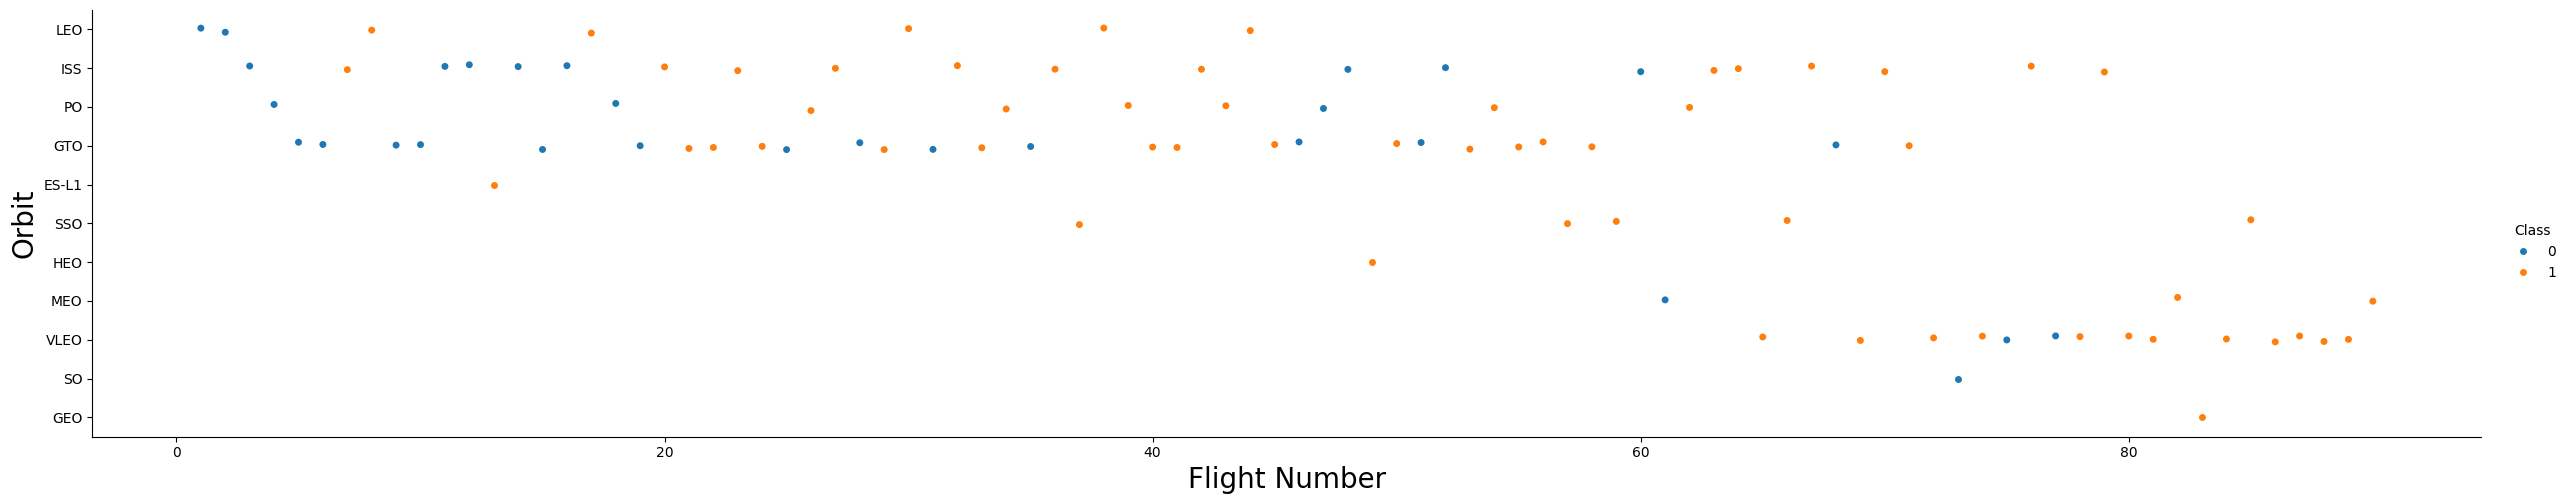 LEO
ISS
PO
GTO
ES-L1
SSO
HEO
MEO
VLEO
SO
GEO
Orbit
0
20
40
60
80
Flight Number
Class
0
1